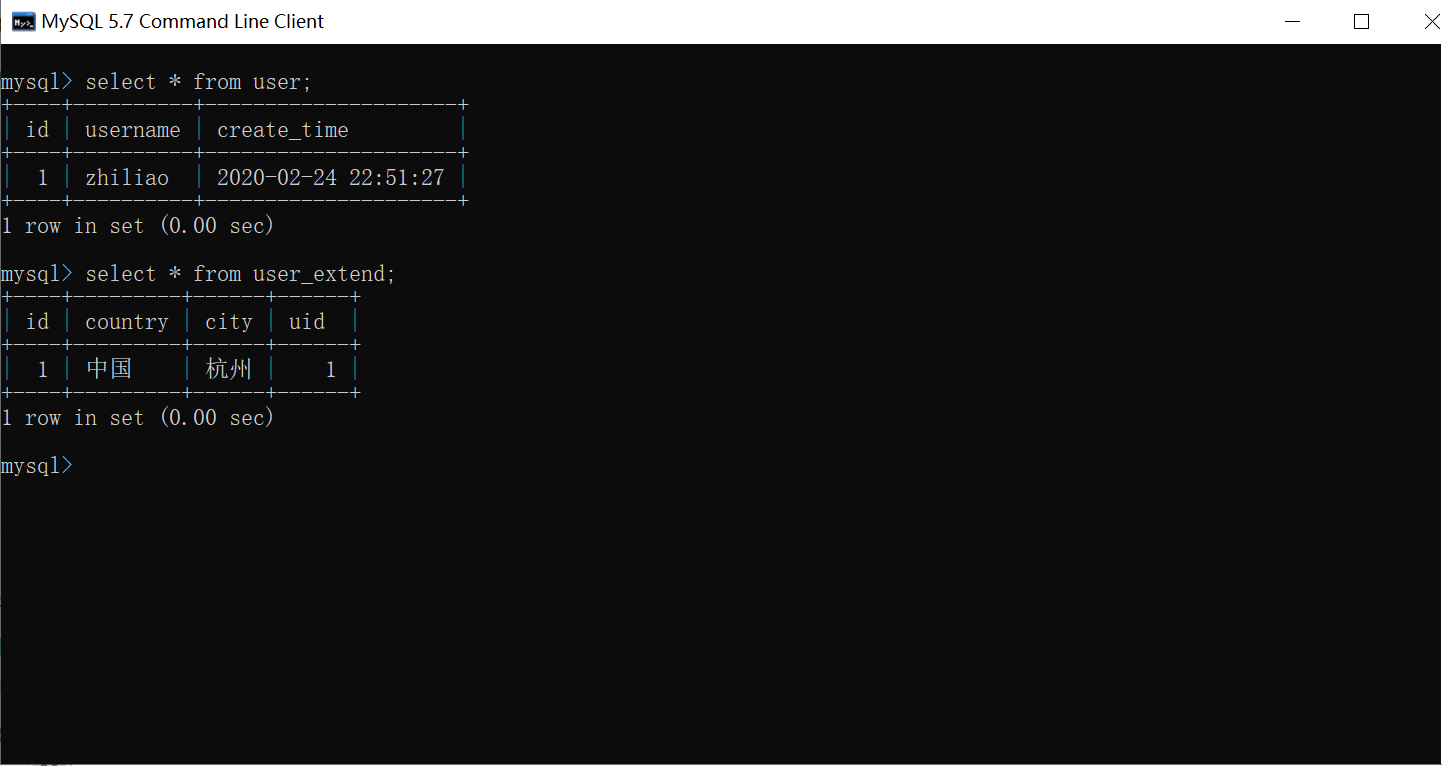 MySQL 5.7 Command Line Client
mysql> select * from user;
+----+----------+---------------------+
| id | username | create_time         |
+----+----------+---------------------+
|  1 | zhiliao  | 2020-02-24 22:51:27 |
+----+----------+---------------------+
1 row in set (0.00 sec)
mysql> select * from user_extend;
+----+---------+------+------+
| id | country | city | uid  |
+----+---------+------+------+
|  1 | 中国    | 杭州 |    1 |
+----+---------+------+------+
1 row in set (0.00 sec)
mysql>